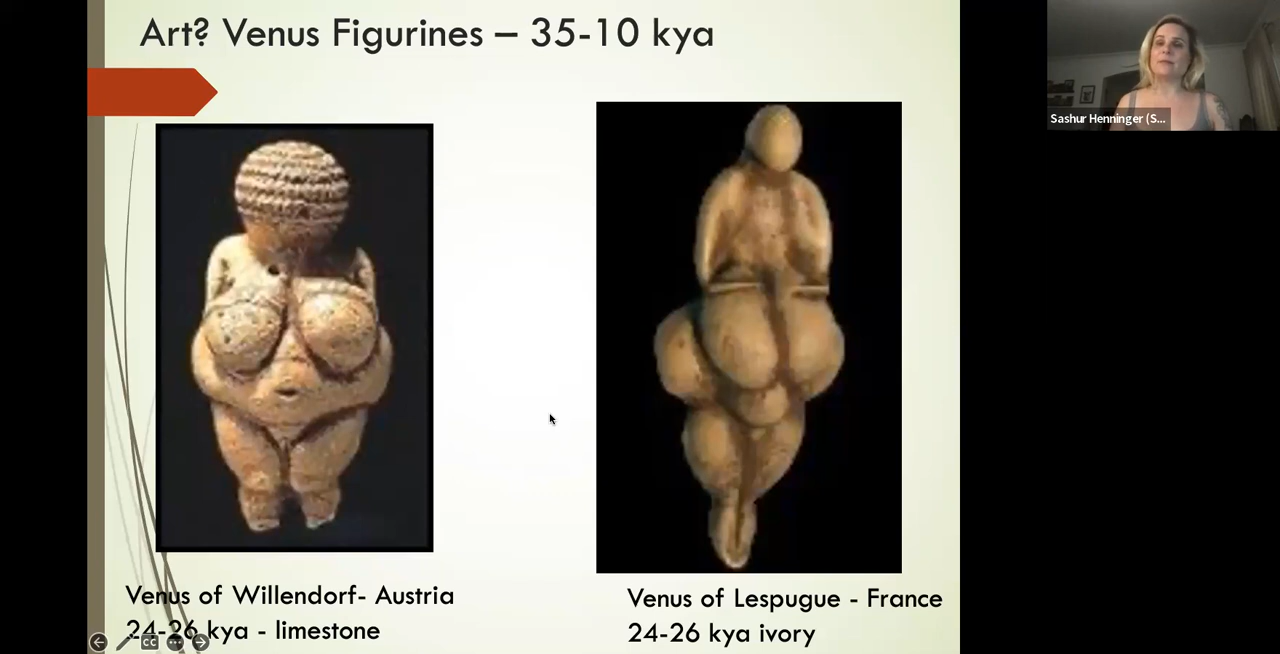 Art? Venus Figurines – 35-10 kya
Sashur Henninger (S...
Venus of Willendorf- Austria
24-26 kya - limestone
Venus of Lespugue - France
24-26 kya ivory
CC